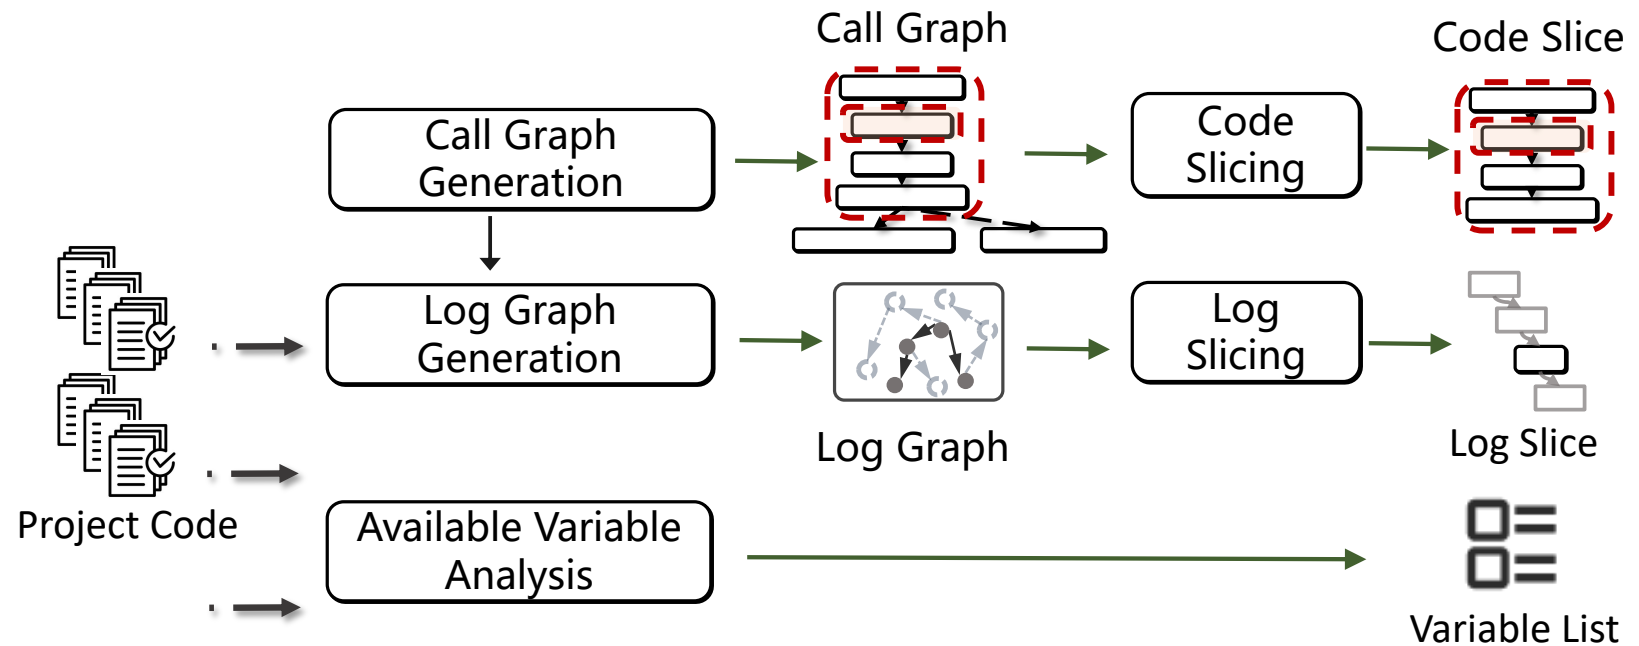 Call Graph
Code Slice
Call Graph
Generation
Code
Slicing
Log Graph
Generation
Log
Slicing
Log Graph
Log Slice
Project Code
Available Variable
Analysis
Variable List